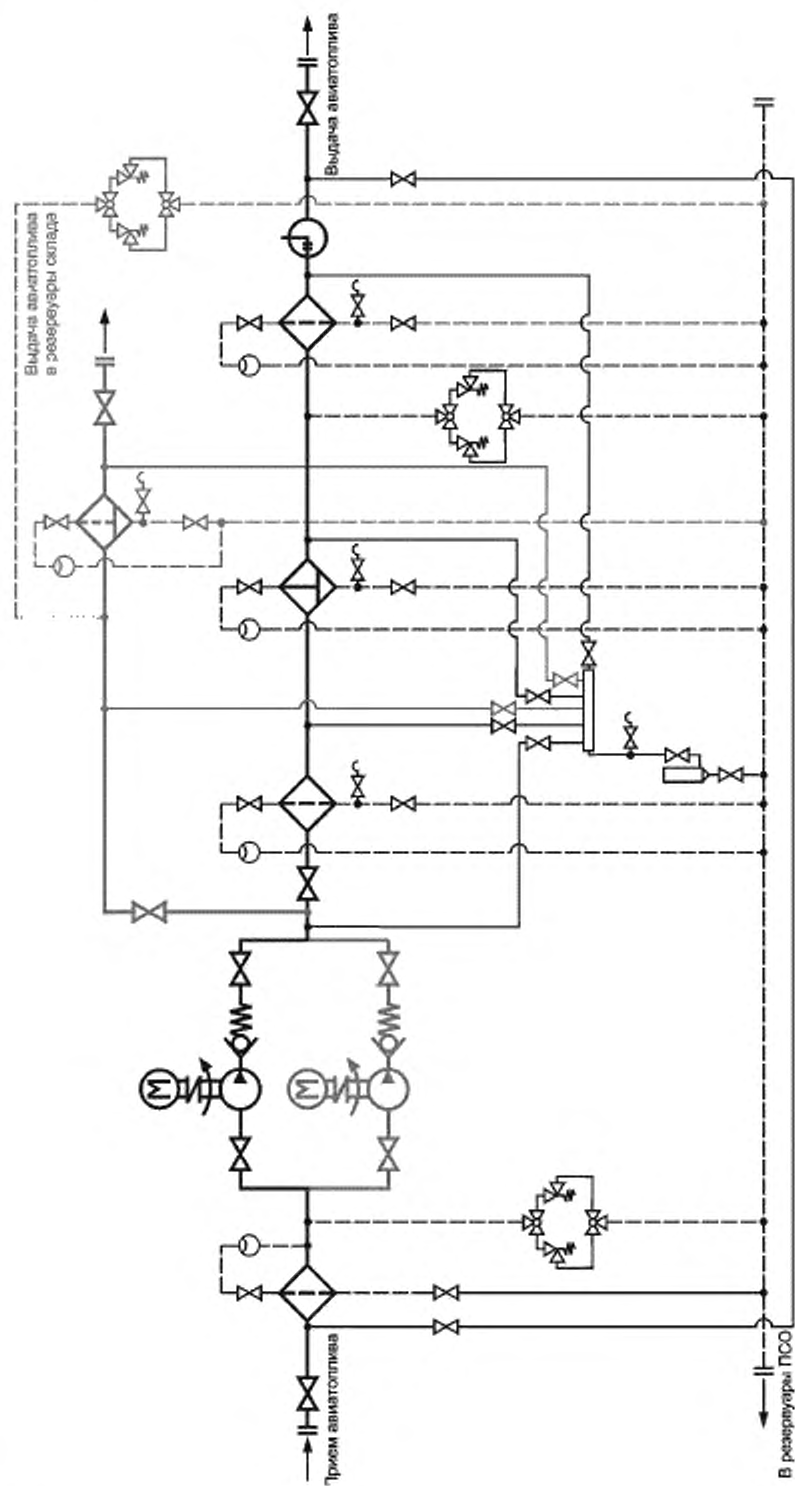 Выдача авиатоплива
Выдача авиатоплива
в резервуары склада
М
М
Прием авиатоплива
В резервуары ПСО